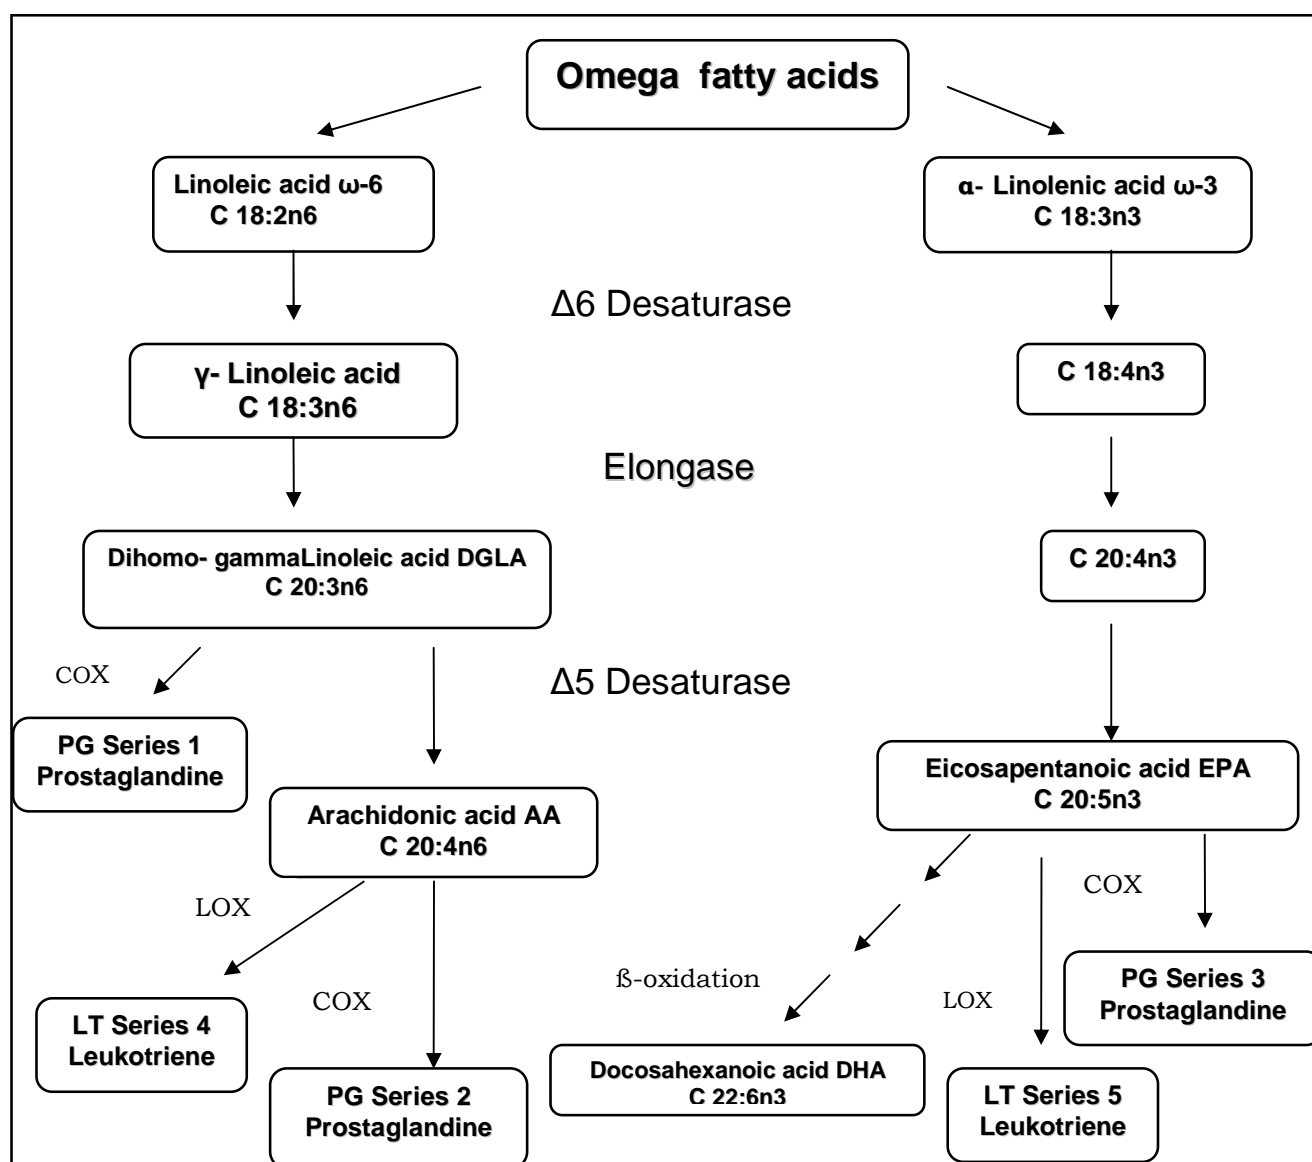 Omega fatty acids
Linoleic acid ω-6
C 18:2n6
α- Linolenic acid ω-3
C 18:3n3
Δ6 Desaturase
γ- Linoleic acid
C 18:3n6
C 18:4n3
Elongase
Dihomo- gammaLinoleic acid DGLA
C 20:3n6
C 20:4n3
COX
Δ5 Desaturase
PG Series 1
Prostaglandine
Eicosapentanoic acid EPA
C 20:5n3
Arachidonic acid AA
C 20:4n6
LOX
COX
COX
ß-oxidation
LOX
PG Series 3
Prostaglandine
LT Series 4
Leukotriene
Docosahexanoic acid DHA
C 22:6n3
PG Series 2
Prostaglandine
LT Series 5
Leukotriene